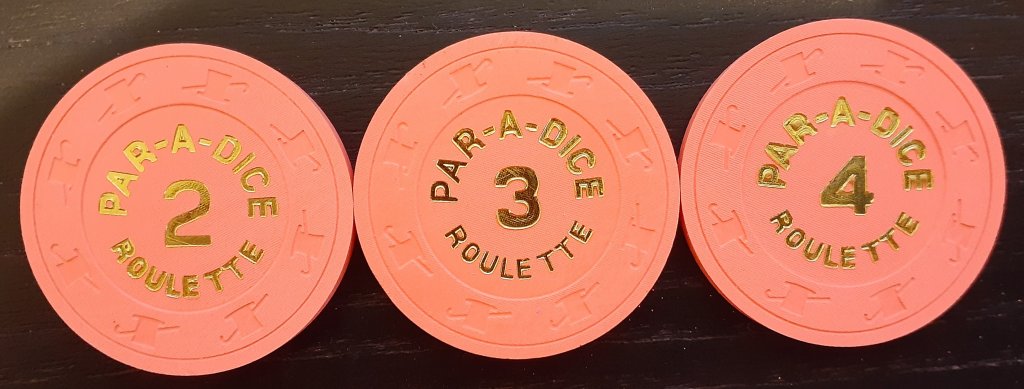 PAR-A-DICE
2
ROULETTE
PAR-A-DICE
3
ROULETTE
PAR-A-DICE
4
ROULETTE